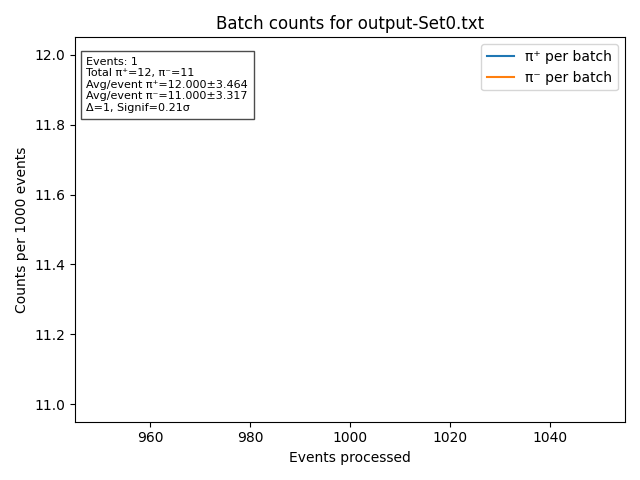 Batch counts for output-Set0.txt
Events: 1
Total π⁺=12, π⁻=11
Avg/event π⁺=12.000±3.464
Avg/event π⁻=11.000±3.317
Δ=1, Signif=0.21σ
π⁺ per batch
π⁻ per batch
Counts per 1000 events
12.0
11.8
11.6
11.4
11.2
11.0
960 980 1000 1020 1040
Events processed